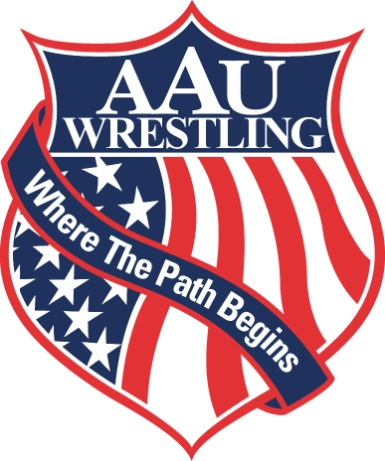 AAU
WRESTLING
Where The Path Begins